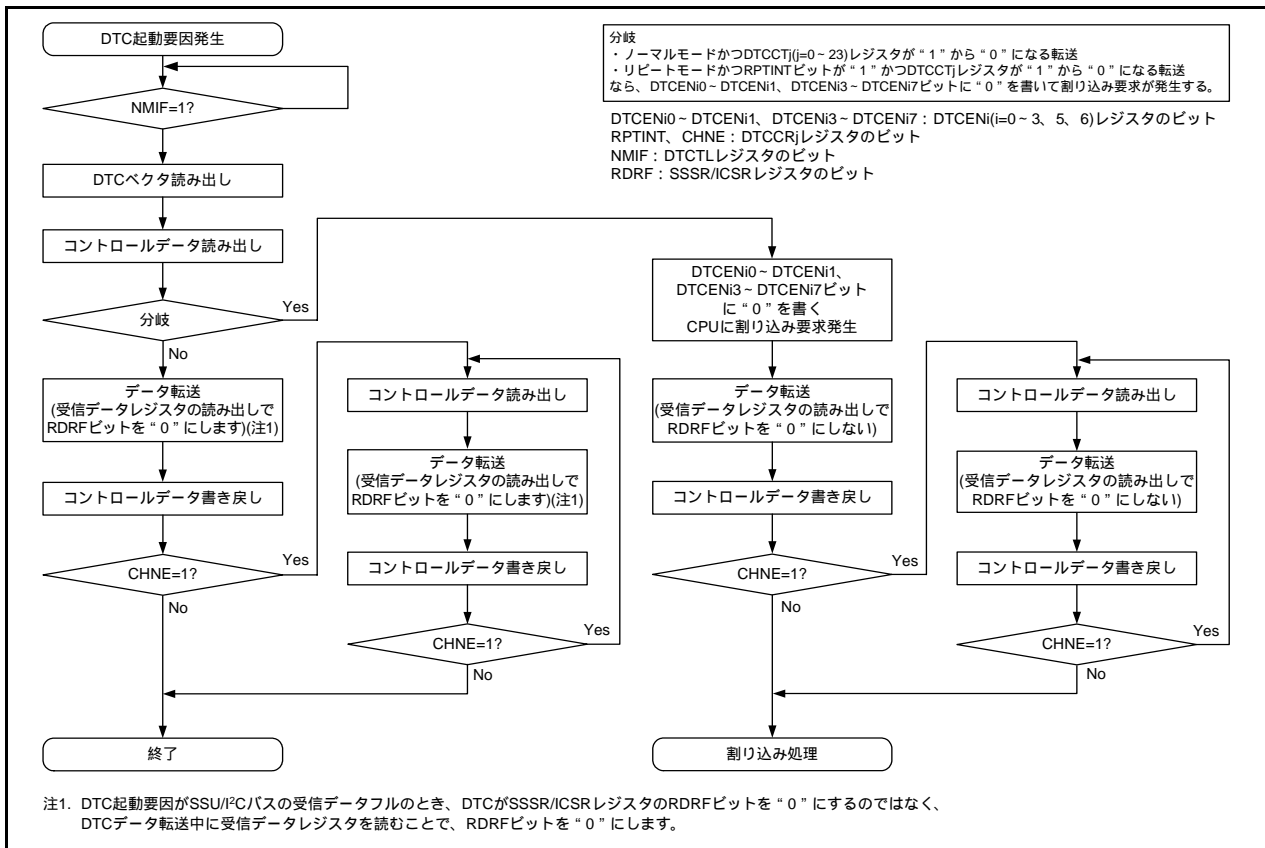 DTC起動要因発生
NMIF=1?
DTCベクタ読み出し
コントロールデータ読み出し
分岐
Yes
No
データ転送
(受信データレジスタの読み出しで
RDRFビットを“0”にします)(注1)
コントロールデータ書き戻し
CHNE=1?
Yes
No
終了
コントロールデータ読み出し
データ転送
(受信データレジスタの読み出しで
RDRFビットを“0”にします)(注1)
コントロールデータ書き戻し
CHNE=1?
Yes
No
分岐
・ノーマルモードかつDTCCTj(j=0~23)レジスタが“1”から“0”になる転送
・リピートモードかつRPTINTビットが“1”かつDTCCTjレジスタが“1”から“0”になる転送
なら、DTCENi0~DTCENi1、DTCENi3~DTCENi7ビットに“0”を書いて割り込み要求が発生する。
DTCENi0~DTCENi1、DTCENi3~DTCENi7:DTCENi(i=0~3、5、6)レジスタのビット
RPTINT、CHNE:DTCCRjレジスタのビット
NMIF:DTCTLレジスタのビット
RDRF:SSSR/ICSRレジスタのビット
DTCENi0~DTCENi1、
DTCENi3~DTCENi7ビット
に“0”を書く
CPUに割り込み要求発生
データ転送
(受信データレジスタの読み出しで
RDRFビットを“0”にしない)
コントロールデータ書き戻し
CHNE=1?
Yes
No
割り込み処理
コントロールデータ読み出し
データ転送
(受信データレジスタの読み出しで
RDRFビットを“0”にしない)
コントロールデータ書き戻し
CHNE=1?
Yes
No
注1. DTC起動要因がSSU/I²Cバスの受信データフルのとき、DTCがSSSR/ICSRレジスタのRDRFビットを“0”にするのではなく、
DTCデータ転送中に受信データレジスタを読むことで、RDRFビットを“0”にします。